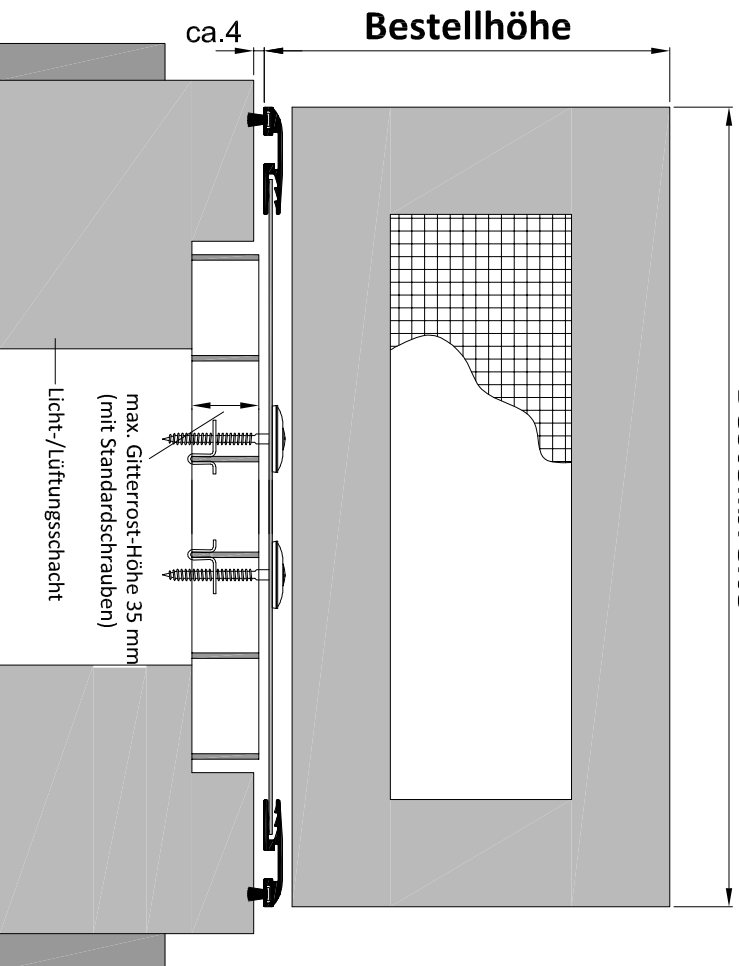 ca.4
Bestellhöhe
max. Gitterrost-Höhe 35 mm
(mit Standardschrauben)
Licht-/Lüftungsschacht